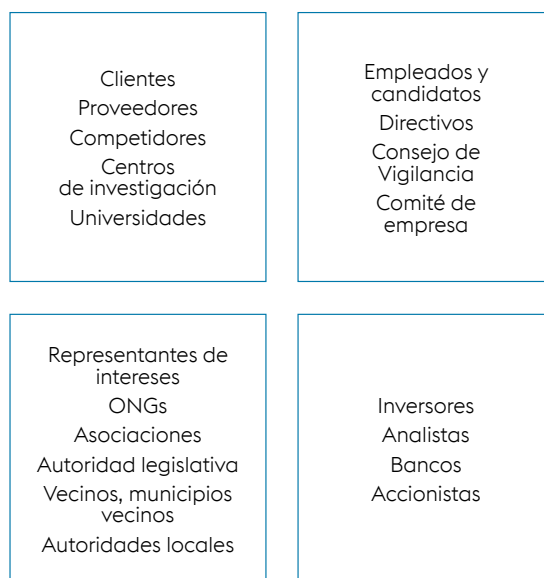 Clientes
Proveedores
Competidores
Centros
de investigación
Universidades
Empleados y
candidatos
Directivos
Consejo de
Vigilancia
Comité de
empresa
Representantes de
intereses
ONGs
Asociaciones
Autoridad legislativa
Vecinos, municipios
vecinos
Autoridades locales
Inversores
Analistas
Bancos
Accionistas